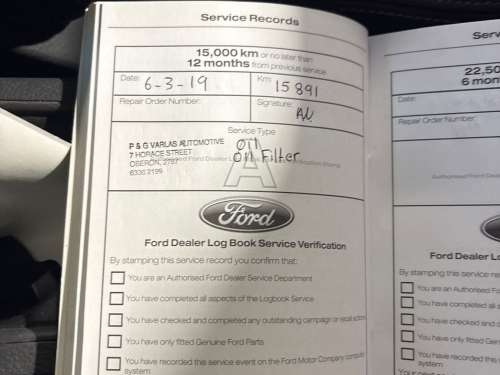 Service Records
15,000 km or no later than
12 months from previous service
Date: 6-3-19
Km 15891
Repair Order Number:
Signature:
Service Type
Oil
Oil Filter
P & G VARLAS AUTOMOTIVE
7 HORACE STREET
OBERON, 2787
6336 2199
A
Ford
Ford Dealer Log Book Service Verification
By stamping this service record you confirm that:
You are an Authorised Ford Dealer Service Department
You have completed all aspects of the Logbook Service
You have checked and completed any outstanding campaign or recall actions
You have only fitted Genuine Ford Parts
You have recorded this service event on the Ford Motor Company computer
system
Serv
22,50
6 mon
Date:
Repair Order Number:
Authorised Ford Deale
Ford Dealer L
By stamping this service re
You are an Authorised Fo
You have completed all a
You have checked and c
You have only fitted Gen
You have recorded this
system